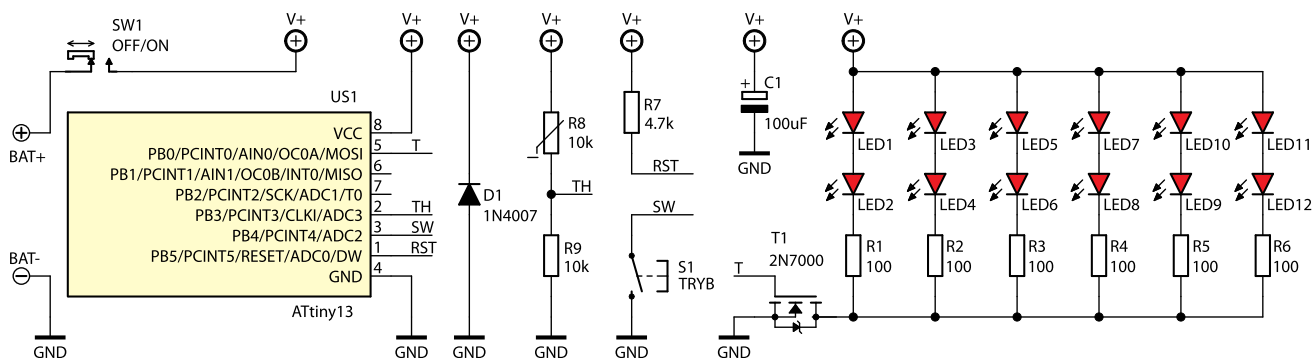 SW1
OFF/ON
V+
V+
V+
V+
V+
V+
V+
BAT+
BAT-
GND
US1
VCC
PB0/PCINT0/AIN0/OC0A/MOSI
PB1/PCINT1/AIN1/OC0B/INT0/MISO
PB2/PCINT2/SCK/ADC1/T0
PB3/PCINT3/CLKI/ADC3
PB4/PCINT4/ADC2
PB5/PCINT5/RESET/ADC0/DW
GND
8
5
6
7
2
3
1
4
T
TH
SW
RST
ATtiny13
GND
D1
1N4007
GND
R8
10k
TH
R9
10k
GND
R7
4.7k
RST
SW
S1
TRYB
GND
+
C1
100uF
GND
T1
2N7000
T
GND
LED1
LED3
LED5
LED7
LED10
LED11
LED2
LED4
LED6
LED8
LED9
LED12
R1
100
R2
100
R3
100
R4
100
R5
100
R6
100